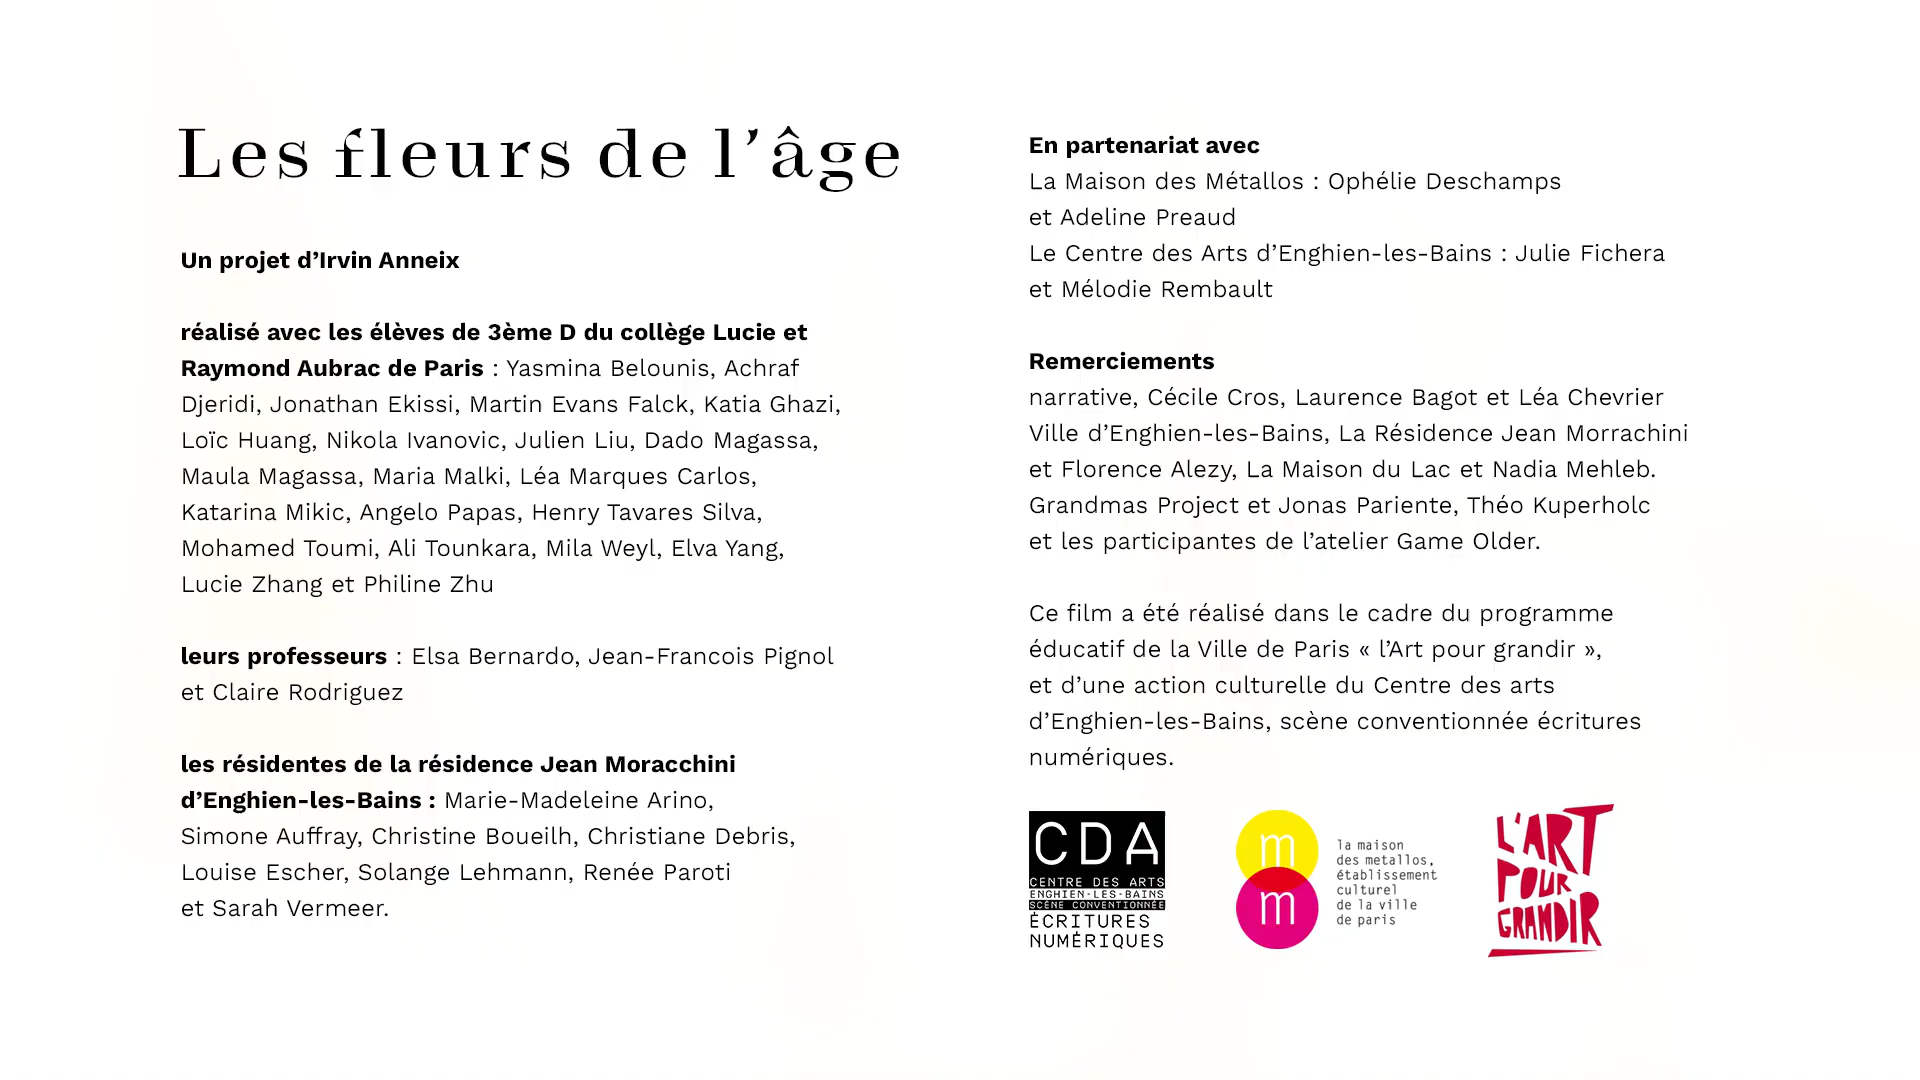 Les fleurs de l’âge
Un projet d’Irvin Anneix
réalisé avec les élèves de 3ème D du collège Lucie et
Raymond Aubrac de Paris : Yasmina Belounis, Achraf
Djeridi, Jonathan Ekissi, Martin Evans Falck, Katia Ghazi,
Loïc Huang, Nikola Ivanovic, Julien Liu, Dado Magassa,
Maula Magassa, Maria Malki, Léa Marques Carlos,
Katarina Mikic, Angelo Papas, Henry Tavares Silva,
Mohamed Toumi, Ali Tounkara, Mila Weyl, Elva Yang,
Lucie Zhang et Philine Zhu
leurs professeurs : Elsa Bernardo, Jean-Francois Pignol
et Claire Rodriguez
les résidentes de la résidence Jean Moracchini
d’Enghien-les-Bains : Marie-Madeleine Arino,
Simone Auffray, Christine Boueilh, Christiane Debris,
Louise Escher, Solange Lehmann, Renée Paroti
et Sarah Vermeer.
En partenariat avec
La Maison des Métallos : Ophélie Deschamps
et Adeline Preaud
Le Centre des Arts d’Enghien-les-Bains : Julie Fichera
et Mélodie Rembault
Remerciements
narrative, Cécile Cros, Laurence Bagot et Léa Chevrier
Ville d’Enghien-les-Bains, La Résidence Jean Morrachini
et Florence Alezy, La Maison du Lac et Nadia Mehleb.
Grandmas Project et Jonas Pariente, Théo Kuperholc
et les participantes de l’atelier Game Older.
Ce film a été réalisé dans le cadre du programme
éducatif de la Ville de Paris « l’Art pour grandir »,
et d’une action culturelle du Centre des arts
d’Enghien-les-Bains, scène conventionnée écritures
numériques.
CDA
CENTRE DES ARTS
ENGHIEN-LES-BAINS
SCÈNE CONVENTIONNÉE
ÉCRITURES
NUMÉRIQUES
m
m
la maison
des metallos,
établissement
culturel
de la ville
de paris
L'ART
POUR
GRANDIR